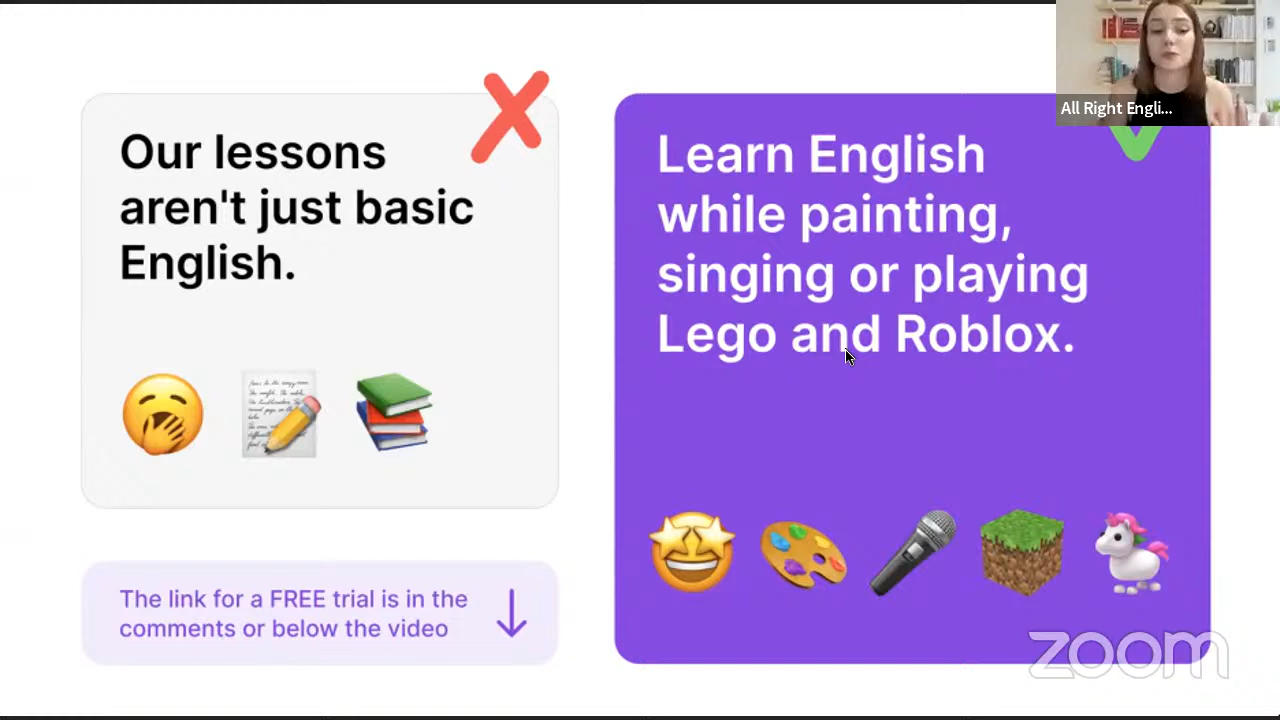 All Right Engli...
Our lessons
aren't just basic
English.
Learn English
while painting,
singing or playing
Lego and Roblox.
The link for a FREE trial is in the
comments or below the video
zoom